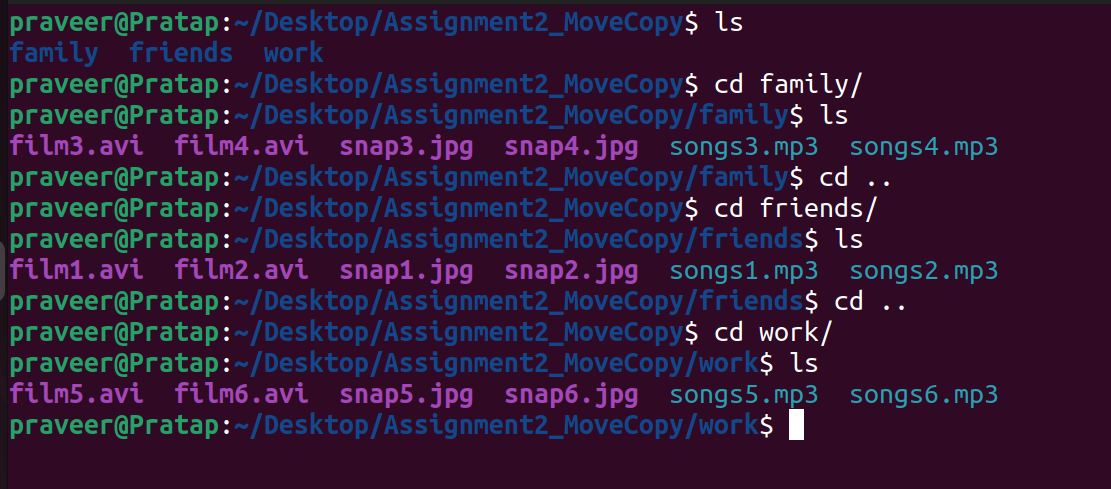 praveer@Pratap:~/Desktop/Assignment2_MoveCopy$ ls
family  friends  work
praveer@Pratap:~/Desktop/Assignment2_MoveCopy$ cd family/
praveer@Pratap:~/Desktop/Assignment2_MoveCopy/family$ ls
film3.avi  film4.avi  snap3.jpg  snap4.jpg  songs3.mp3  songs4.mp3
praveer@Pratap:~/Desktop/Assignment2_MoveCopy/family$ cd ..
praveer@Pratap:~/Desktop/Assignment2_MoveCopy$ cd friends/
praveer@Pratap:~/Desktop/Assignment2_MoveCopy/friends$ ls
film1.avi  film2.avi  snap1.jpg  snap2.jpg  songs1.mp3  songs2.mp3
praveer@Pratap:~/Desktop/Assignment2_MoveCopy/friends$ cd ..
praveer@Pratap:~/Desktop/Assignment2_MoveCopy$ cd work/
praveer@Pratap:~/Desktop/Assignment2_MoveCopy/work$ ls
film5.avi  film6.avi  snap5.jpg  snap6.jpg  songs5.mp3  songs6.mp3
praveer@Pratap:~/Desktop/Assignment2_MoveCopy/work$